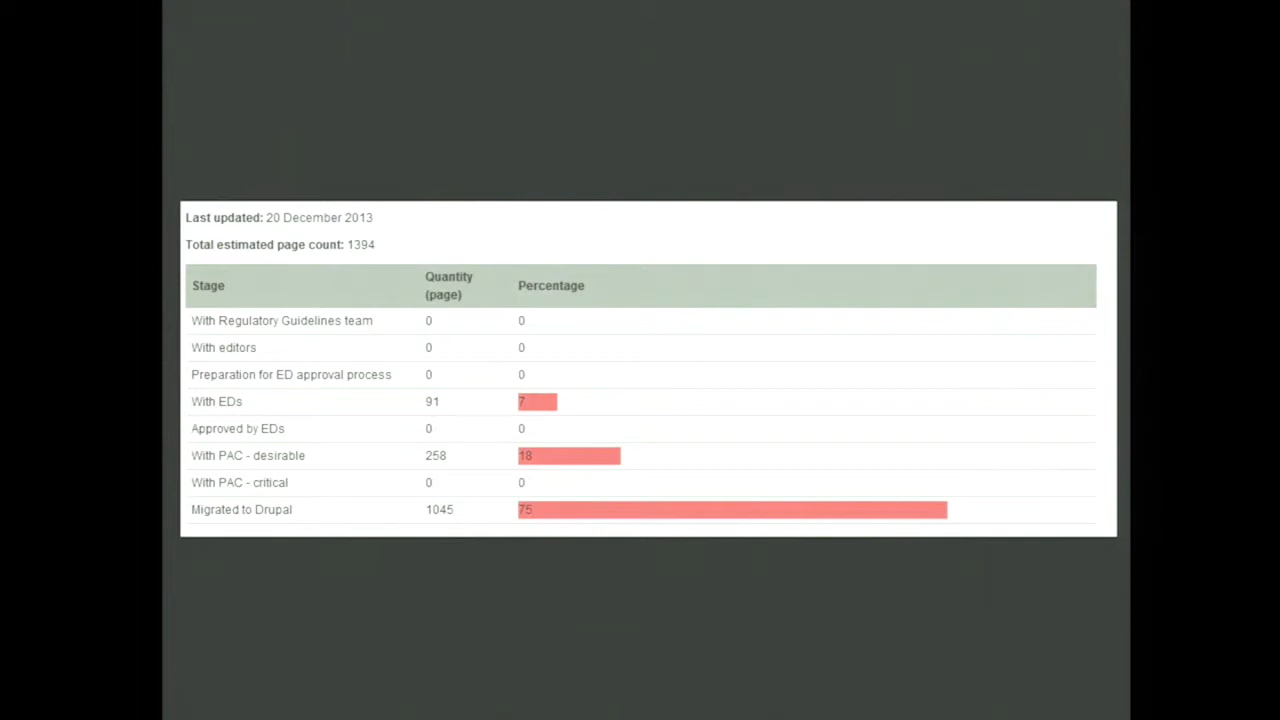 Last updated: 20 December 2013
Total estimated page count: 1394
Stage Quantity (page) Percentage
With Regulatory Guidelines team 0 0
With editors 0 0
Preparation for ED approval process 0 0
With EDs 91 7
Approved by EDs 0 0
With PAC - desirable 258 18
With PAC - critical 0 0
Migrated to Drupal 1045 75